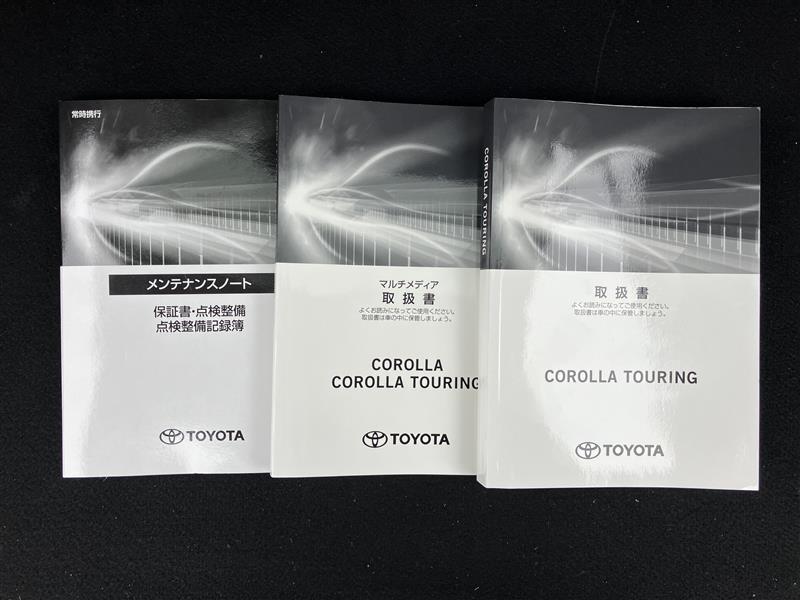 常時携行
メンテナンスノート
保証書・点検整備
点検整備記録簿
TOYOTA
マルチメディア
取扱書
よくお読みになってご使用ください。
取扱書は車の中に保管しましょう。
COROLLA
COROLLA TOURING
TOYOTA
COROLLA TOURING
取扱書
よくお読みになってご使用ください。
取扱書は車の中に保管しましょう。
COROLLA TOURING
TOYOTA